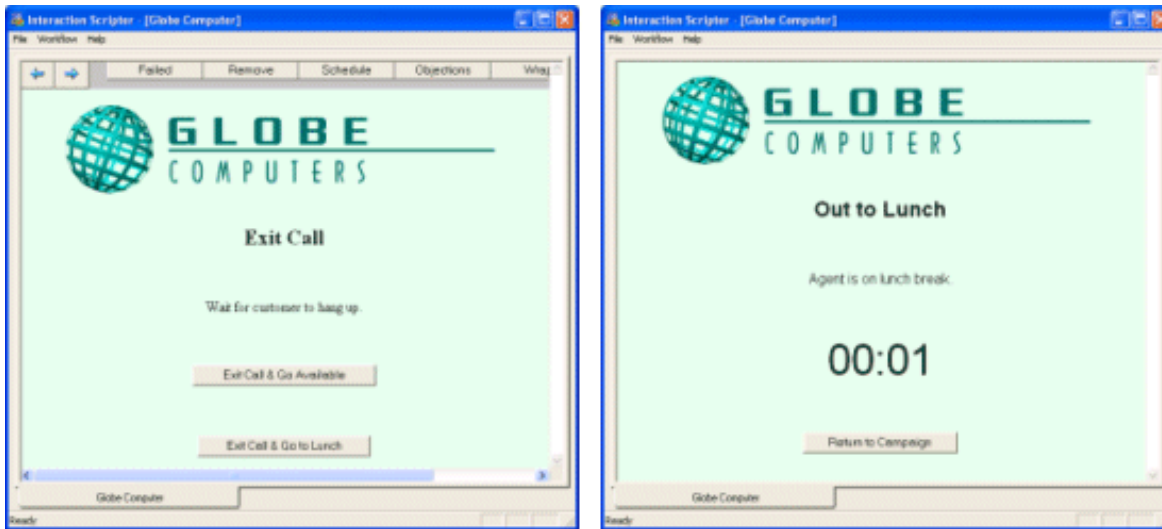 Interaction Scripter - [Globe Computer]
File Workflow Help
Failed Remove Schedule Objections Wrap
GLOBE
COMPUTERS
Exit Call
Wait for customer to hang up.
Exit Call & Go Available
Exit Call & Go to Lunch
Globe Computer
Ready
Interaction Scripter - [Globe Computer]
File Workflow Help
GLOBE
COMPUTERS
Out to Lunch
Agent is on lunch break.
00:01
Return to Campaign
Globe Computer
Ready